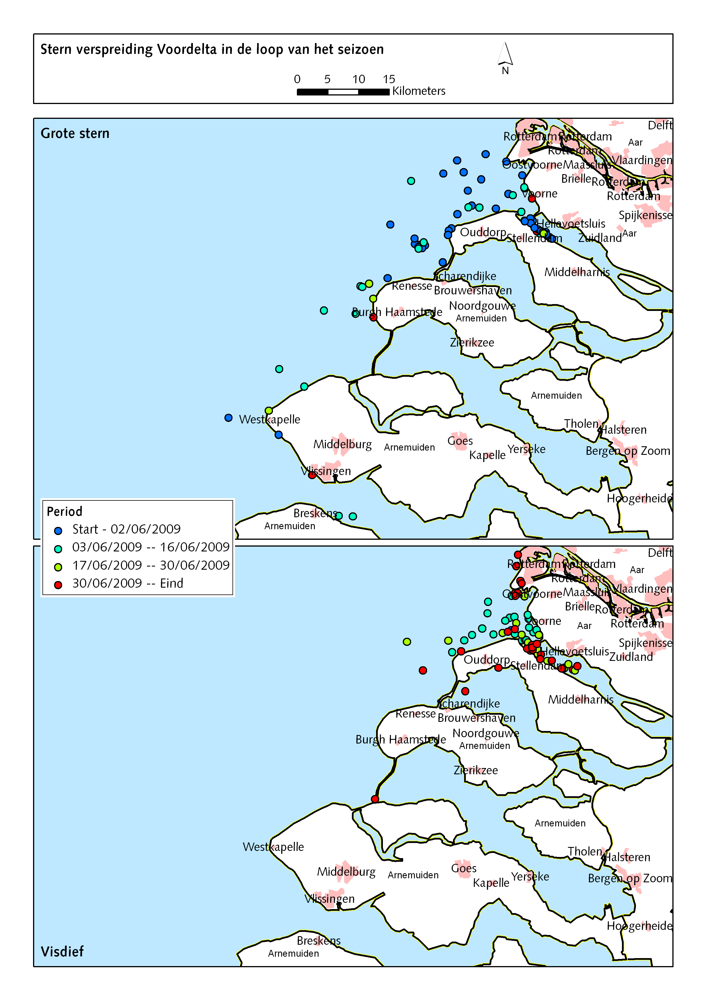 Stern verspreiding Voordelta in de loop van het seizoen
N
0 5 10 15
Kilometers
Grote stern
Delft
Rotterdam
Rotterdam
Aar
Rotterdam
Vlaardingen
Oostvoorne
Maassluis
Brielle
Rotterdam
Voorne
Rotterdam
Spijkenisse
Hellevoetsluis
Ouddorp
Stellendam
Zuidland
Aar
Middelharnis
Scharendijke
Renesse
Brouwershaven
Noordgouwe
Burgh Haamstede
Arnemuiden
Zierikzee
Arnemuiden
Westkapelle
Tholen
Halsteren
Middelburg
Arnemuiden
Goes
Yerseke
Bergen op Zoom
Kapelle
Vlissingen
Hoogerheide
Breskens
Arnemuiden
Period
Start - 02/06/2009
03/06/2009 -- 16/06/2009
17/06/2009 -- 30/06/2009
30/06/2009 -- Eind
Delft
Rotterdam
Rotterdam
Aar
Rotterdam
Vlaardingen
Oostvoorne
Maassluis
Brielle
Rotterdam
Voorne
Aar
Rotterdam
Spijkenisse
Hellevoetsluis
Zuidland
Ouddorp
Stellendam
Middelharnis
Scharendijke
Renesse
Brouwershaven
Noordgouwe
Burgh Haamstede
Arnemuiden
Zierikzee
Arnemuiden
Westkapelle
Tholen
Halsteren
Middelburg
Arnemuiden
Goes
Yerseke
Bergen op Zoom
Kapelle
Vlissingen
Hoogerheide
Breskens
Arnemuiden
Visdief